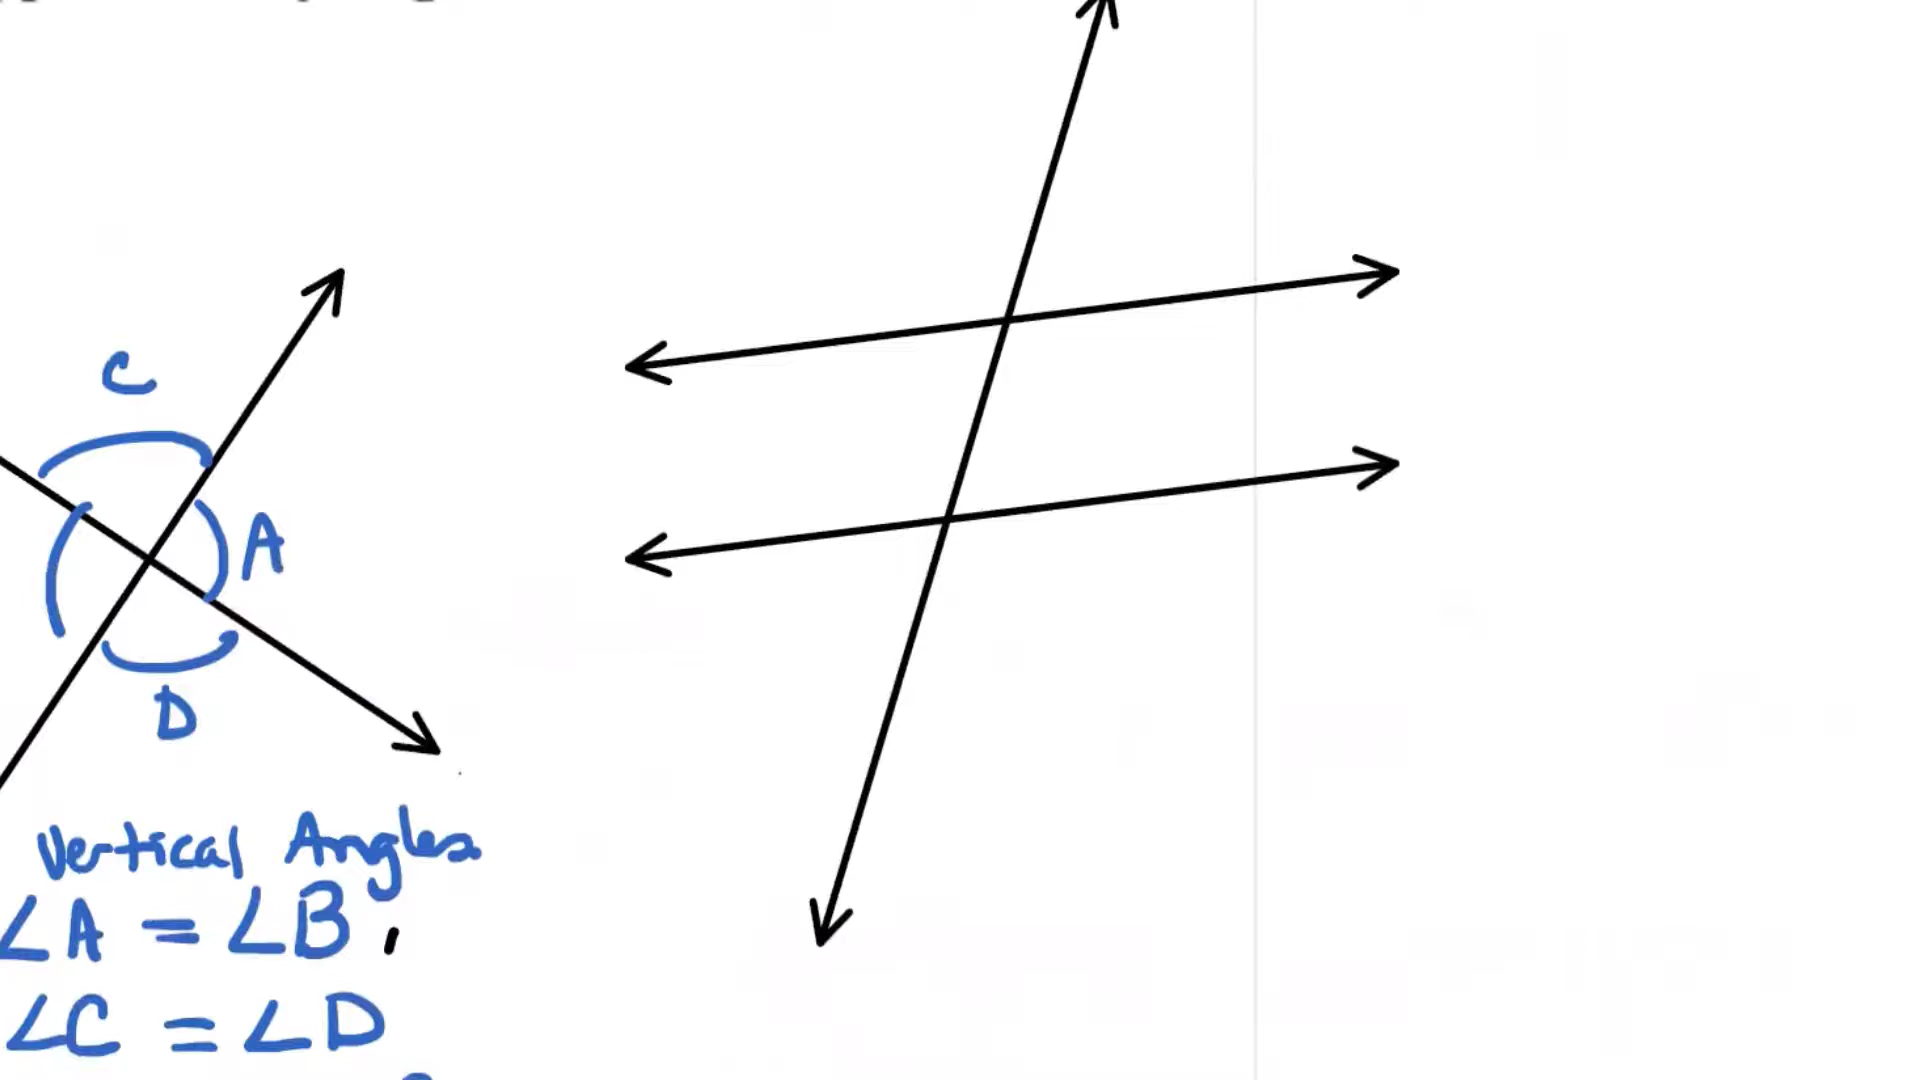 C
A
D
Vertical Angles
∠A = ∠B
∠C = ∠D